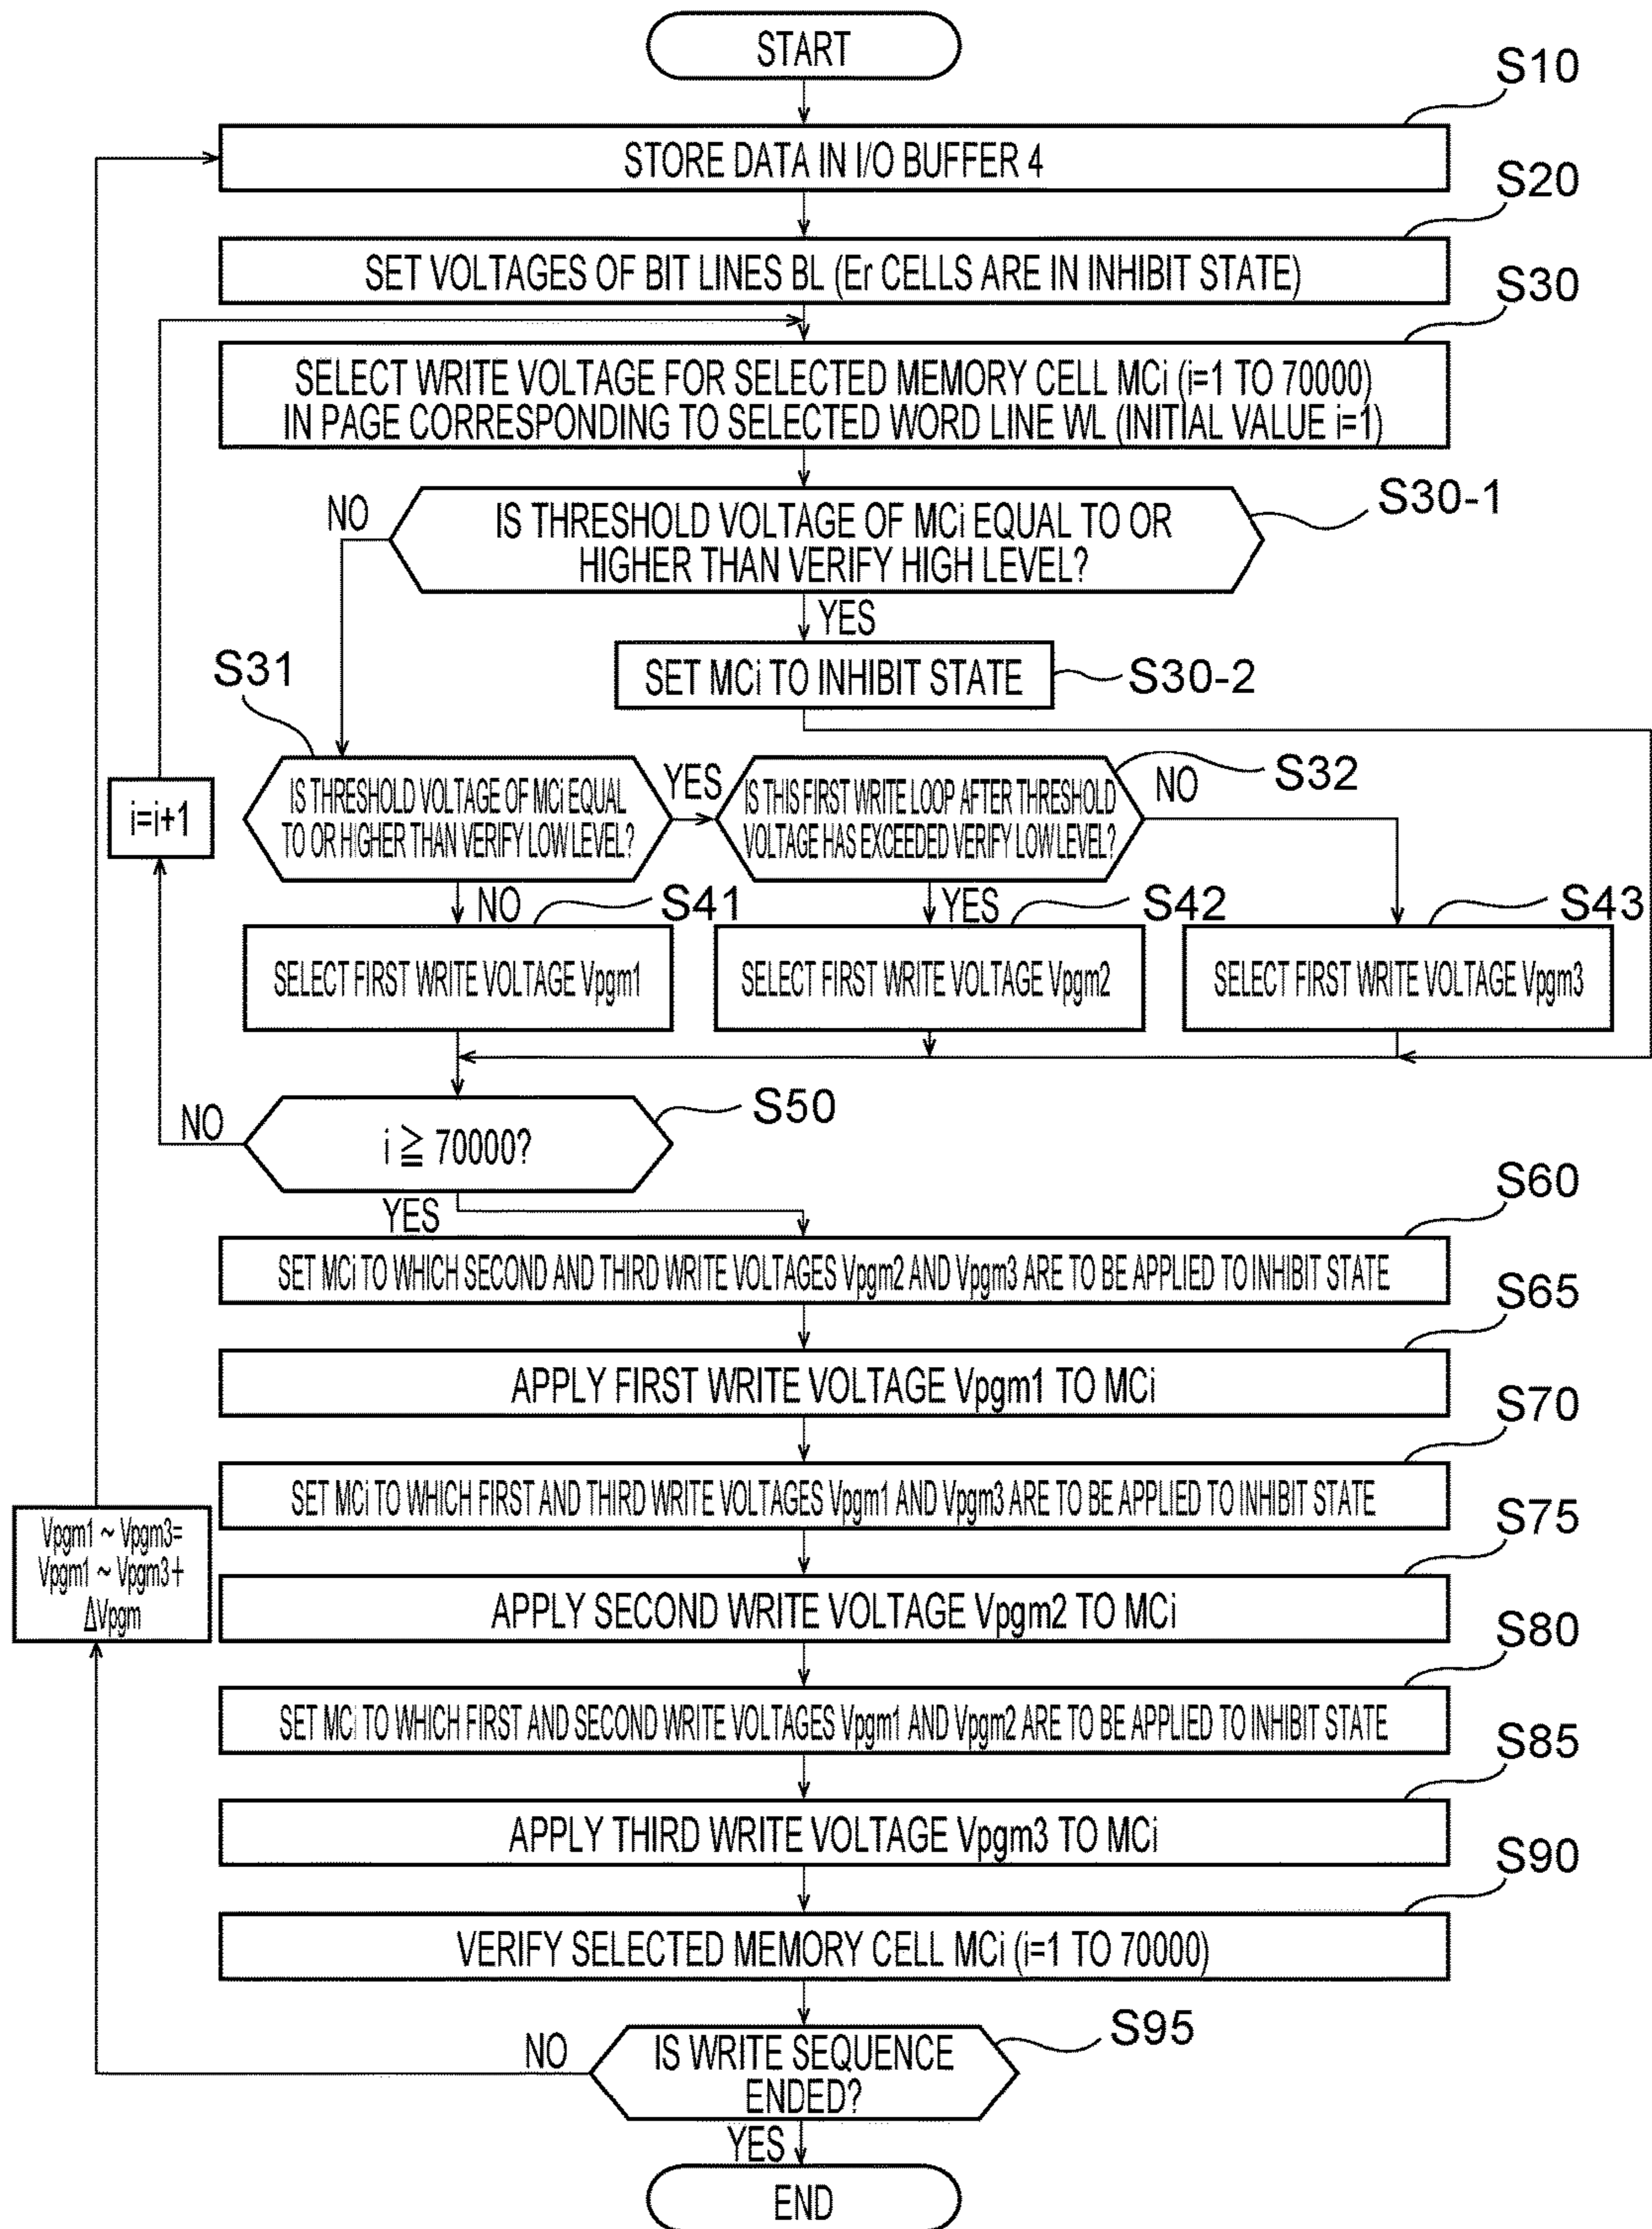 START
S10
STORE DATA IN I/O BUFFER 4
S20
SET VOLTAGES OF BIT LINES BL (Er CELLS ARE IN INHIBIT STATE)
S30
SELECT WRITE VOLTAGE FOR SELECTED MEMORY CELL MCi (i=1 TO 70000)
IN PAGE CORRESPONDING TO SELECTED WORD LINE WL (INITIAL VALUE i=1)
S30-1
NO
IS THRESHOLD VOLTAGE OF MCi EQUAL TO OR
HIGHER THAN VERIFY HIGH LEVEL?
YES
S31
SET MCi TO INHIBIT STATE
S30-2
i=i+1
IS THRESHOLD VOLTAGE OF MCi EQUAL
TO OR HIGHER THAN VERIFY LOW LEVEL?
YES
IS THIS FIRST WRITE LOOP AFTER THRESHOLD
VOLTAGE HAS EXCEEDED VERIFY LOW LEVEL?
S32
NO
NO
S41
YES
S42
S43
SELECT FIRST WRITE VOLTAGE Vpgm1
SELECT FIRST WRITE VOLTAGE Vpgm2
SELECT FIRST WRITE VOLTAGE Vpgm3
NO
i ≧ 70000?
S50
YES
S60
SET MCi TO WHICH SECOND AND THIRD WRITE VOLTAGES Vpgm2 AND Vpgm3 ARE TO BE APPLIED TO INHIBIT STATE
S65
APPLY FIRST WRITE VOLTAGE Vpgm1 TO MCi
S70
SET MCi TO WHICH FIRST AND THIRD WRITE VOLTAGES Vpgm1 AND Vpgm3 ARE TO BE APPLIED TO INHIBIT STATE
S75
Vpgm1 ~ Vpgm3=
Vpgm1 ~ Vpgm3+
ΔVpgm
APPLY SECOND WRITE VOLTAGE Vpgm2 TO MCi
S80
SET MCi TO WHICH FIRST AND SECOND WRITE VOLTAGES Vpgm1 AND Vpgm2 ARE TO BE APPLIED TO INHIBIT STATE
S85
APPLY THIRD WRITE VOLTAGE Vpgm3 TO MCi
S90
VERIFY SELECTED MEMORY CELL MCi (i=1 TO 70000)
S95
NO
IS WRITE SEQUENCE
ENDED?
YES
END